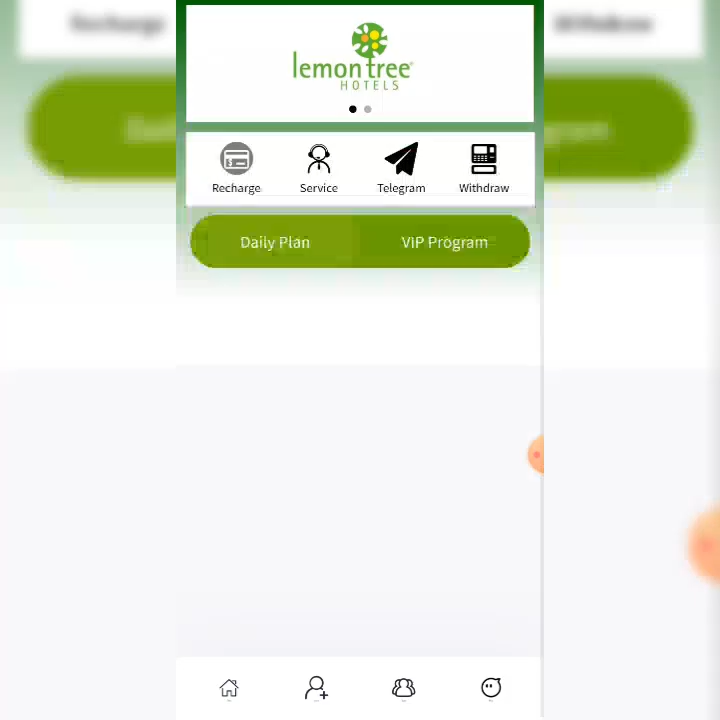 lemon tree
HOTELS
Recharge Service Telegram Withdraw
Daily Plan VIP Program